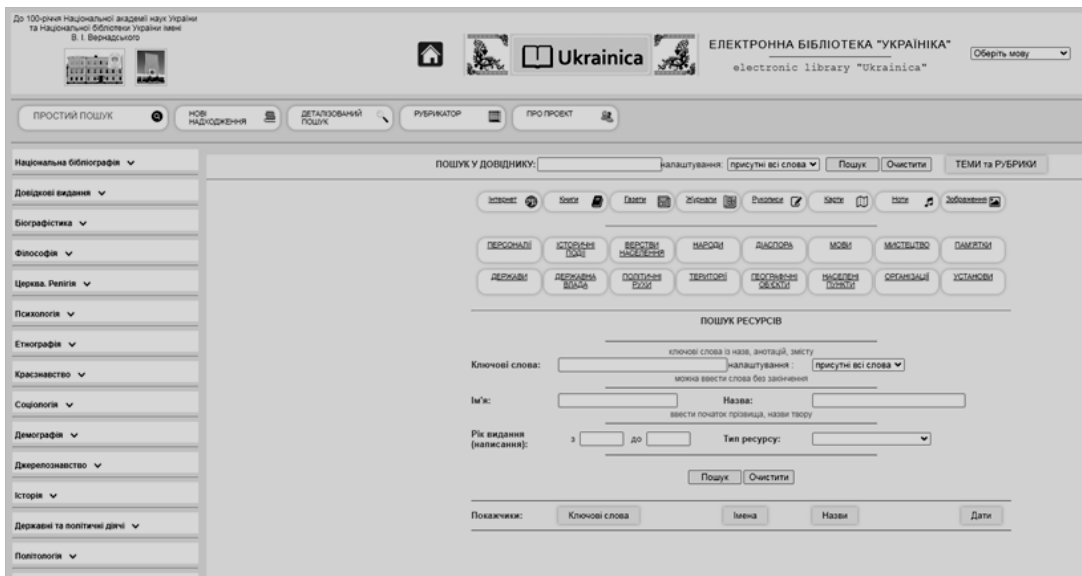 До 100-річчя Національної академії наук України
та Національної бібліотеки України імені
В. І. Вернадського
Ukrainica
ЕЛЕКТРОННА БІБЛІОТЕКА "УКРАЇНІКА"
electronic library "Ukrainica"
Оберіть мову
ПРОСТИЙ ПОШУК
НОВІ
НАДХОДЖЕННЯ
ДЕТАЛІЗОВАНИЙ
ПОШУК
РУБРИКАТОР
ПРО ПРОЕКТ
Національна бібліографія
Довідкові видання
Біографістика
Філософія
Церква. Релігія
Психологія
Етнографія
Краєзнавство
Соціологія
Демографія
Джерелознавство
Історія
Державні та політичні діячі
Політологія
ПОШУК У ДОВІДНИКУ: налаштування: присутні всі слова Пошук Очистити ТЕМИ та РУБРИКИ
Інтернет Книги Газети Журнали Рукописи Карти Ноти Зображення
ПЕРСОНАЛІЇ ІСТОРИЧНІ ПОДІЇ ВЕРСТВИ НАСЕЛЕННЯ НАРОДИ ДІАСПОРА МОВИ МИСТЕЦТВО ПАМ'ЯТКИ
ДЕРЖАВИ ДЕРЖАВНА ВЛАДА ПОЛІТИЧНІ РУХИ ТЕРИТОРІЇ ГЕОГРАФІЧНІ ОБ'ЄКТИ НАСЕЛЕНІ ПУНКТИ ОРГАНІЗАЦІЇ УСТАНОВИ
ПОШУК РЕСУРСІВ
ключові слова із назв, анотацій, змісту
Ключові слова: налаштування : присутні всі слова
можна ввести слова без закінчення
Ім'я: Назва:
ввести початок прізвища, назви твору
Рік видання
(написання): з до Тип ресурсу:
Пошук Очистити
Покажчики: Ключові слова Імена Назви Дати